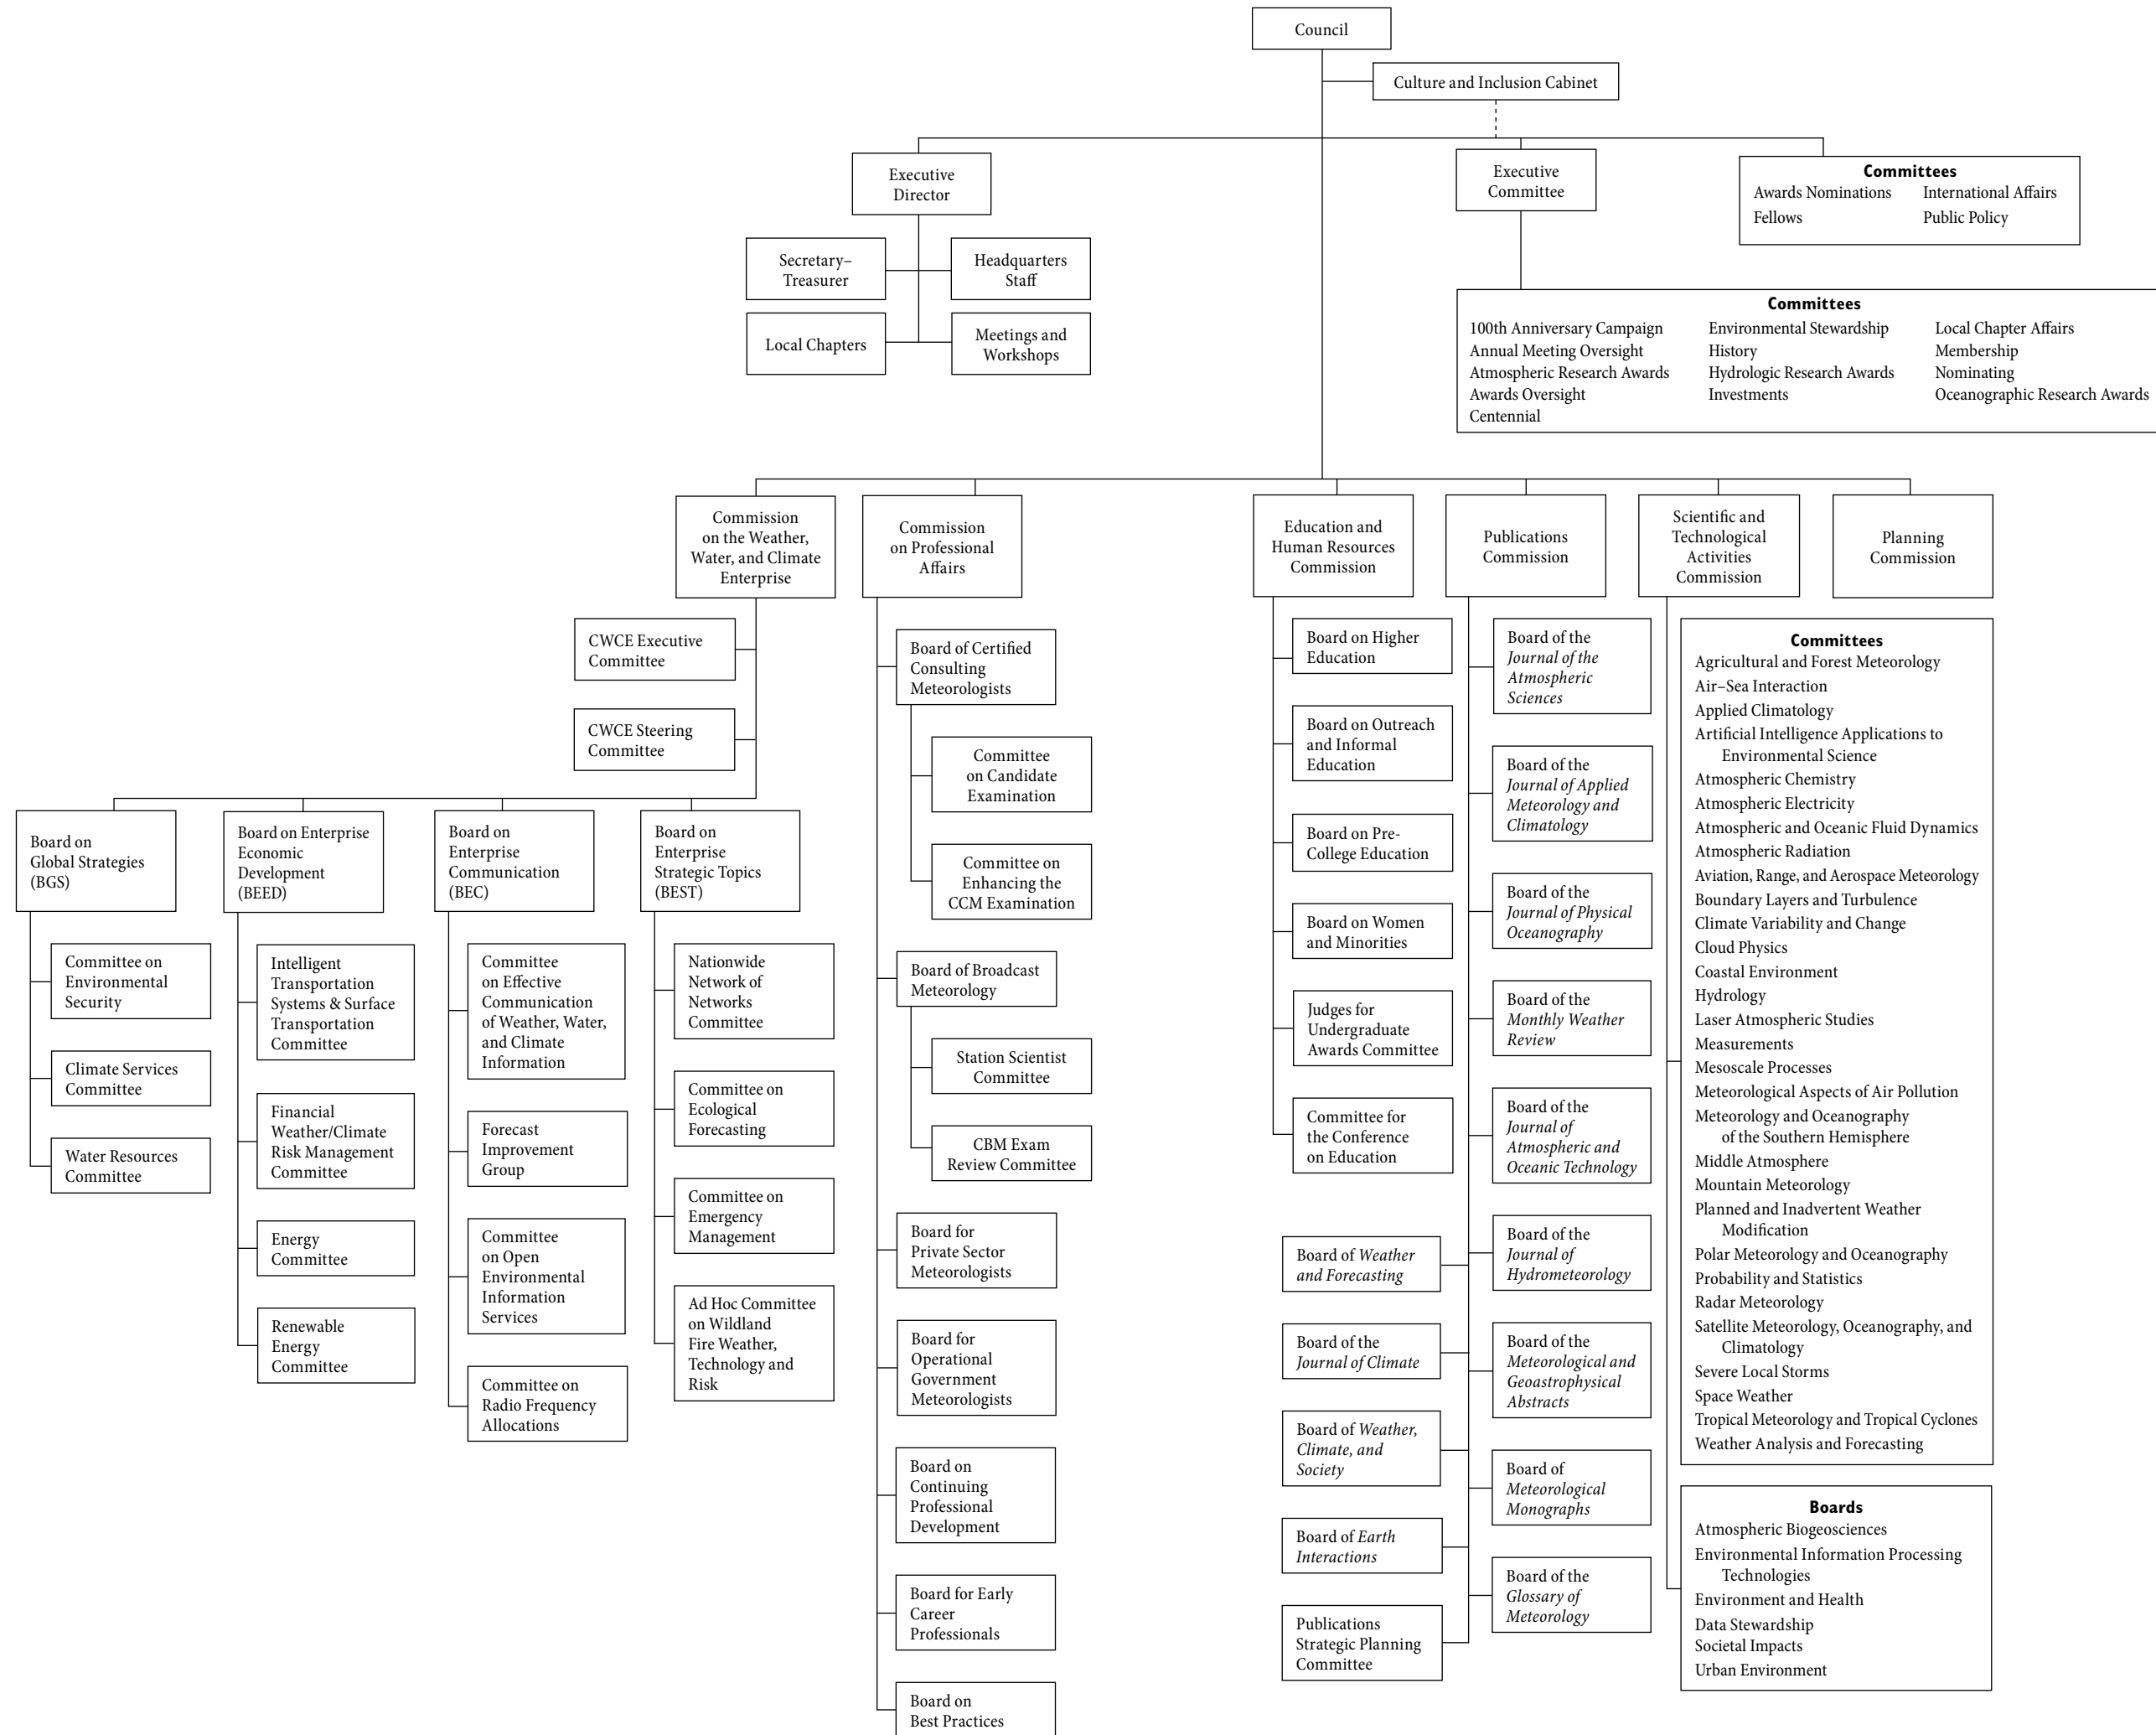 Council
Culture and Inclusion Cabinet
Executive
Director
Secretary–
Treasurer
Headquarters
Staff
Local Chapters
Meetings and
Workshops
Executive
Committee
Committees
Awards Nominations
Fellows
International Affairs
Public Policy
Committees
100th Anniversary Campaign
Annual Meeting Oversight
Atmospheric Research Awards
Awards Oversight
Centennial
Environmental Stewardship
History
Hydrologic Research Awards
Investments
Local Chapter Affairs
Membership
Nominating
Oceanographic Research Awards
Commission
on the Weather,
Water, and Climate
Enterprise
CWCE Executive
Committee
CWCE Steering
Committee
Board on
Global Strategies
(BGS)
Committee on
Environmental
Security
Climate Services
Committee
Water Resources
Committee
Board on Enterprise
Economic
Development
(BEED)
Intelligent
Transportation
Systems & Surface
Transportation
Committee
Financial
Weather/Climate
Risk Management
Committee
Energy
Committee
Renewable
Energy
Committee
Board on
Enterprise
Communication
(BEC)
Committee
on Effective
Communication
of Weather, Water,
and Climate
Information
Forecast
Improvement
Group
Committee
on Open
Environmental
Information
Services
Committee on
Radio Frequency
Allocations
Board on
Enterprise
Strategic Topics
(BEST)
Nationwide
Network of
Networks
Committee
Committee on
Ecological
Forecasting
Committee on
Emergency
Management
Ad Hoc Committee
on Wildland
Fire Weather,
Technology and
Risk
Commission
on Professional
Affairs
Board of Certified
Consulting
Meteorologists
Committee
on Candidate
Examination
Committee on
Enhancing the
CCM Examination
Board of Broadcast
Meteorology
Station Scientist
Committee
CBM Exam
Review Committee
Board for
Private Sector
Meteorologists
Board for
Operational
Government
Meteorologists
Board on
Continuing
Professional
Development
Board for Early
Career
Professionals
Board on
Best Practices
Education and
Human Resources
Commission
Board on Higher
Education
Board on Outreach
and Informal
Education
Board on Pre-
College Education
Board on Women
and Minorities
Judges for
Undergraduate
Awards Committee
Committee for
the Conference
on Education
Publications
Commission
Board of the
Journal of the
Atmospheric
Sciences
Board of the
Journal of Applied
Meteorology and
Climatology
Board of the
Journal of Physical
Oceanography
Board of the
Monthly Weather
Review
Board of the
Journal of
Atmospheric and
Oceanic Technology
Board of the
Journal of
Hydrometeorology
Board of the
Meteorological and
Geoastrophysical
Abstracts
Board of
Meteorological
Monographs
Board of the
Glossary of
Meteorology
Board of Weather
and Forecasting
Board of the
Journal of Climate
Board of Weather,
Climate, and
Society
Board of Earth
Interactions
Publications
Strategic Planning
Committee
Scientific and
Technological
Activities
Commission
Committees
Agricultural and Forest Meteorology
Air–Sea Interaction
Applied Climatology
Artificial Intelligence Applications to
Environmental Science
Atmospheric Chemistry
Atmospheric Electricity
Atmospheric and Oceanic Fluid Dynamics
Atmospheric Radiation
Aviation, Range, and Aerospace Meteorology
Boundary Layers and Turbulence
Climate Variability and Change
Cloud Physics
Coastal Environment
Hydrology
Laser Atmospheric Studies
Measurements
Mesoscale Processes
Meteorological Aspects of Air Pollution
Meteorology and Oceanography
of the Southern Hemisphere
Middle Atmosphere
Mountain Meteorology
Planned and Inadvertent Weather
Modification
Polar Meteorology and Oceanography
Probability and Statistics
Radar Meteorology
Satellite Meteorology, Oceanography, and
Climatology
Severe Local Storms
Space Weather
Tropical Meteorology and Tropical Cyclones
Weather Analysis and Forecasting
Boards
Atmospheric Biogeosciences
Environmental Information Processing
Technologies
Environment and Health
Data Stewardship
Societal Impacts
Urban Environment
Planning
Commission